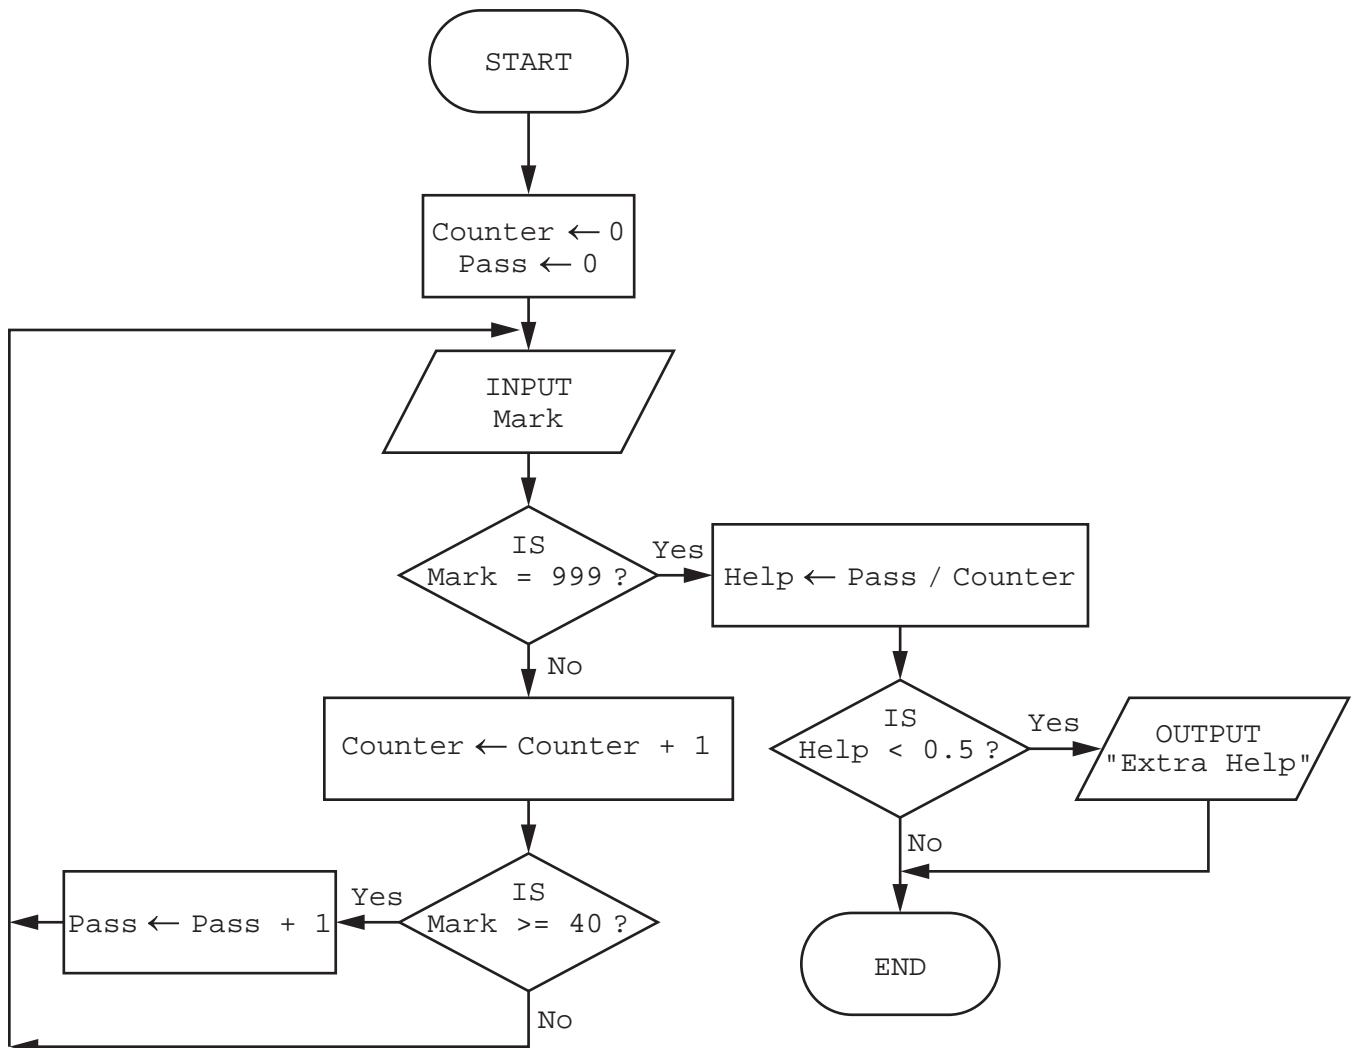 START
Counter ← 0
Pass ← 0
INPUT
Mark
IS
Mark = 999 ?
Yes
Help ← Pass / Counter
No
Counter ← Counter + 1
IS
Help < 0.5 ?
Yes
OUTPUT
"Extra Help"
No
IS
Mark >= 40 ?
Yes
Pass ← Pass + 1
No
END